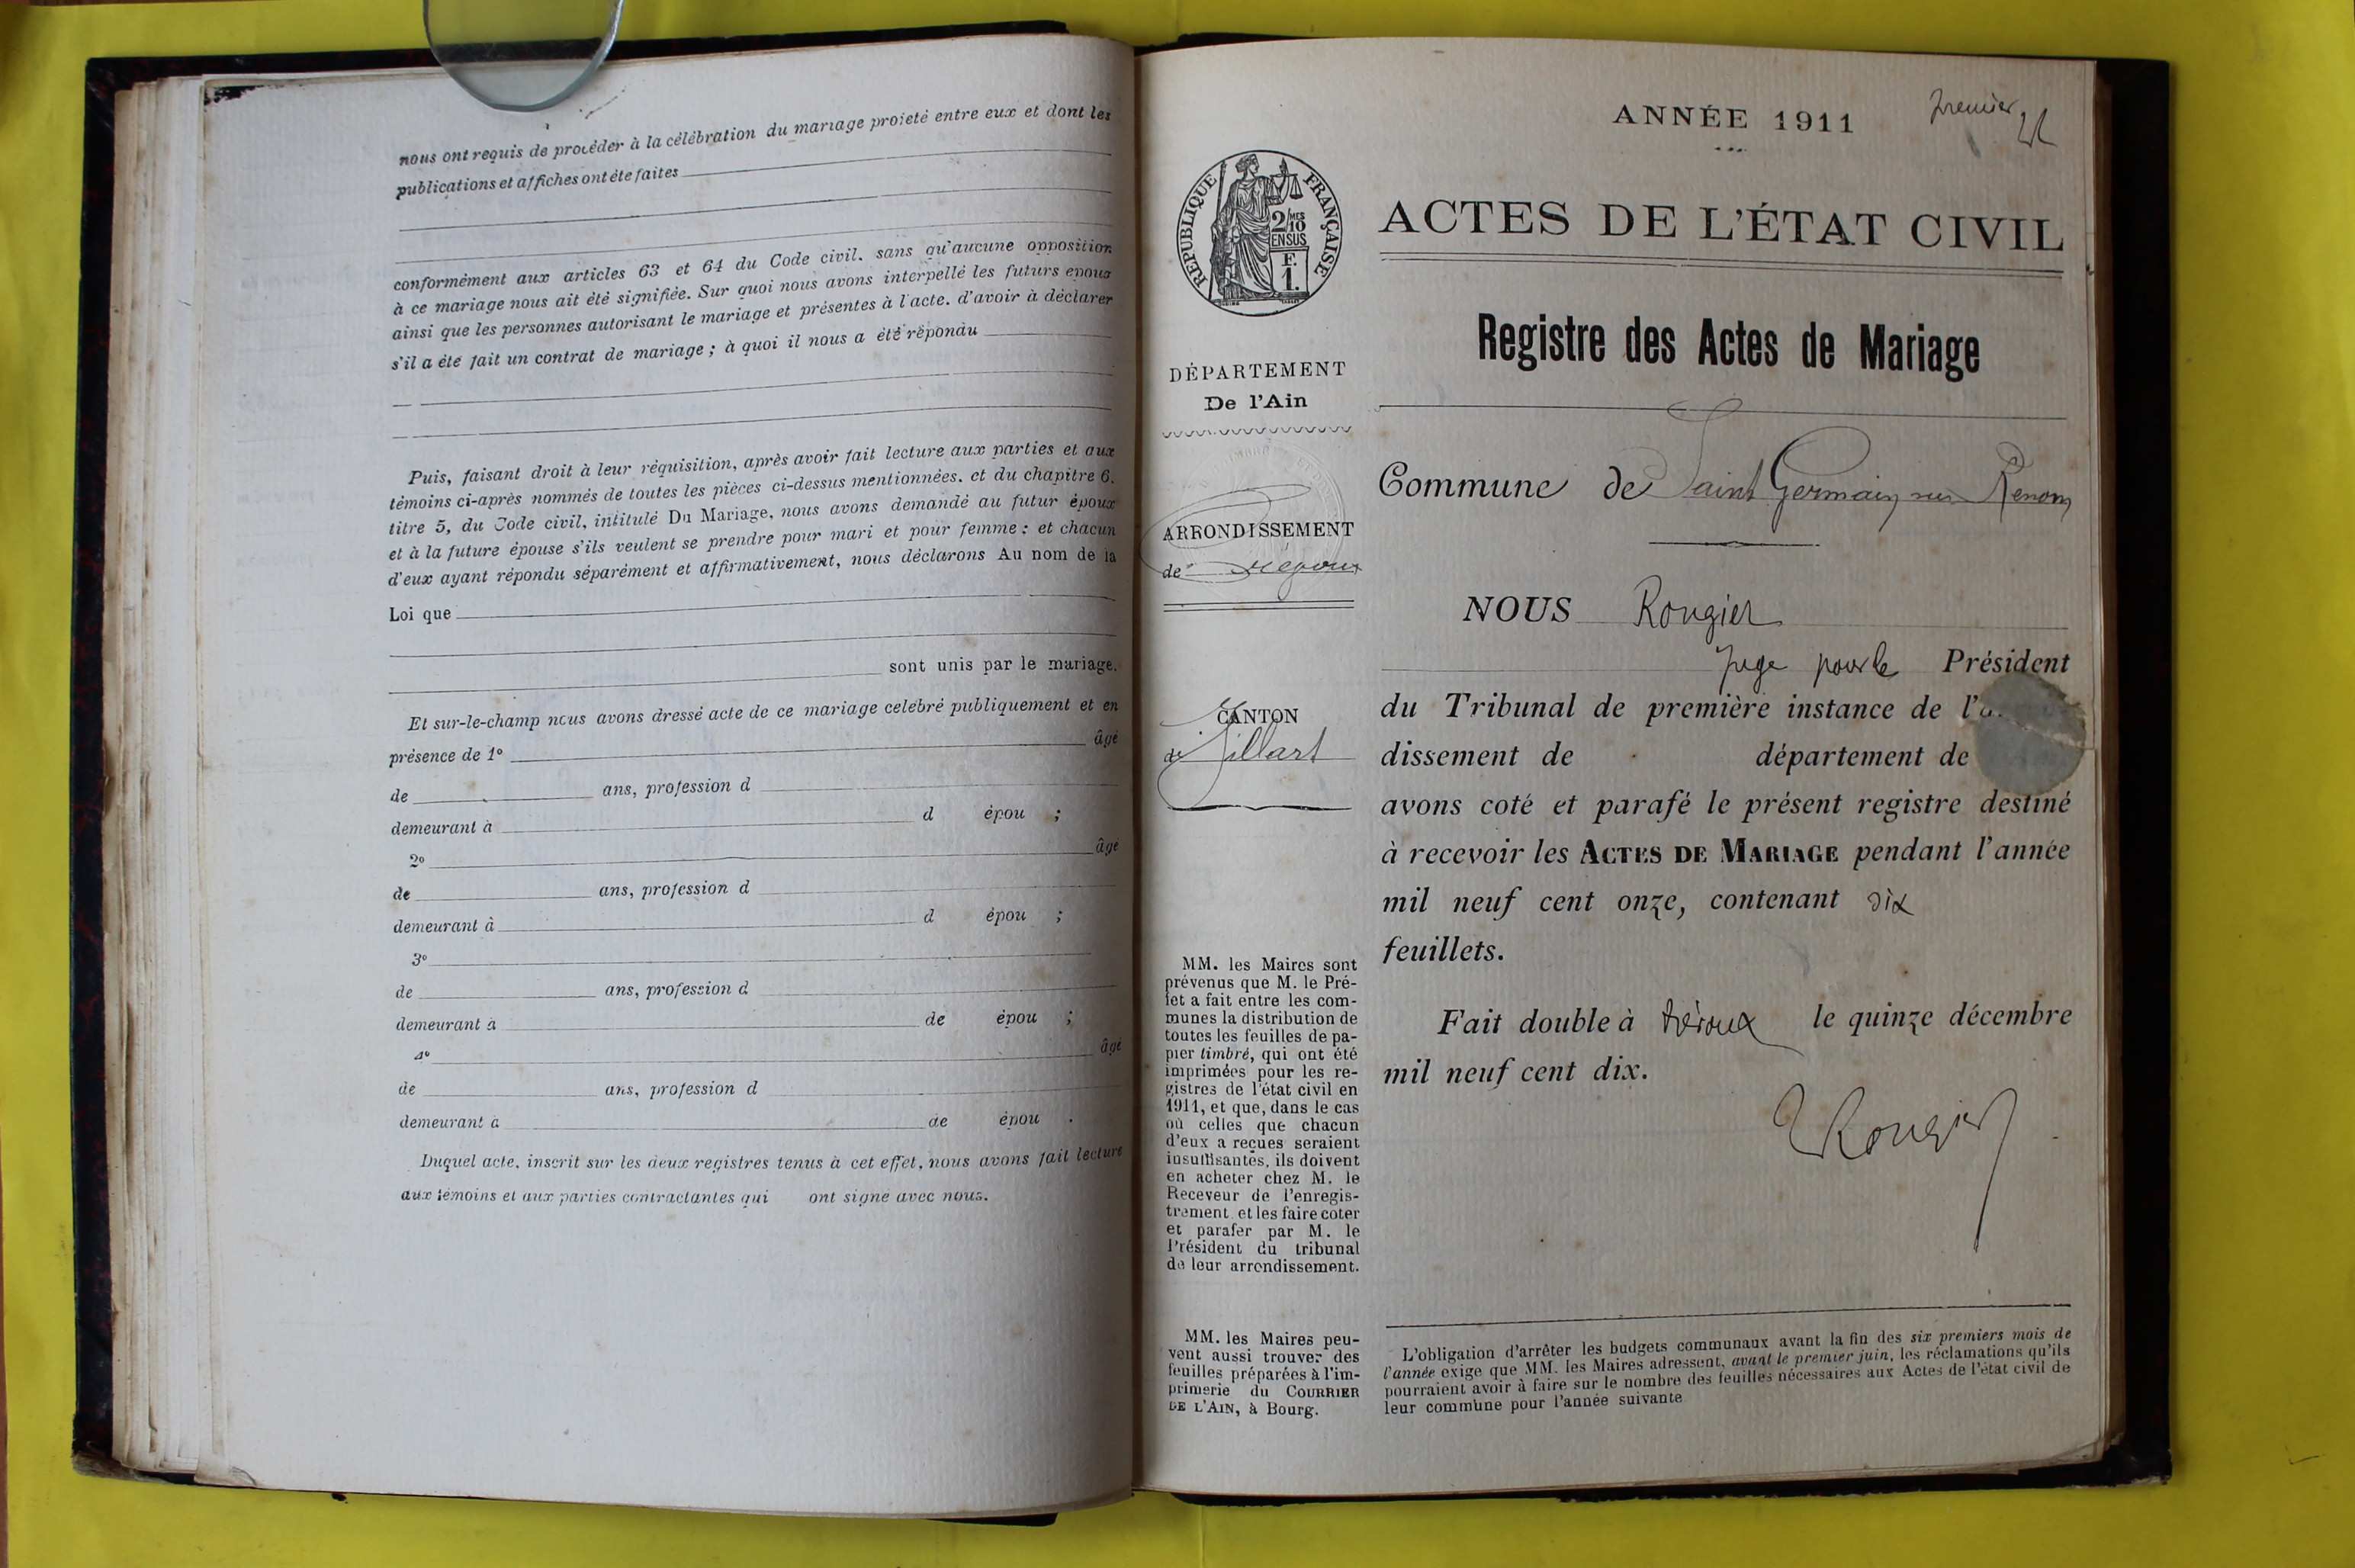 nous ont requis de procéder à la célébration du mariage projeté entre eux et dont les
publications et affiches ont été faites
conformément aux articles 63 et 64 du Code civil, sans qu'aucune opposition
à ce mariage nous ait été signifiée. Sur quoi nous avons interpellé les futurs époux
ainsi que les personnes autorisant le mariage et présentes à l'acte, d'avoir à déclarer
s'il a été fait un contrat de mariage ; à quoi il nous a été répondu
Puis, faisant droit à leur réquisition, après avoir fait lecture aux parties et aux
témoins ci-après nommés de toutes les pièces ci-dessus mentionnées, et du chapitre 6,
titre 5, du Code civil, intitulé Du Mariage, nous avons demandé au futur époux
et à la future épouse s'ils veulent se prendre pour mari et pour femme ; et chacun
d'eux ayant répondu séparément et affirmativement, nous déclarons Au nom de la
Loi que
sont unis par le mariage.
Et sur-le-champ nous avons dressé acte de ce mariage célébré publiquement et en
présence de 1º âgé
de ans, profession d
demeurant à d épou ;
2º âgé
de ans, profession d
demeurant à d épou ;
3º
de ans, profession d
demeurant à de épou ;
4º âgé
de ans, profession d
demeurant à de épou .
Duquel acte, inscrit sur les deux registres tenus à cet effet, nous avons fait lecture
aux témoins et aux parties contractantes qui ont signé avec nous.
ANNÉE 1911
premier
RÉPUBLIQUE FRANÇAISE
2/MES
10
EN SUS
F.
1.
ACTES DE L'ÉTAT CIVIL
Registre des Actes de Mariage
DÉPARTEMENT
De l'Ain
ARRONDISSEMENT
de Trévoux
CANTON
de Villars
MM. les Maires sont
prévenus que M. le Pré-
fet a fait entre les com-
munes la distribution de
toutes les feuilles de pa-
pier timbré, qui ont été
imprimées pour les re-
gistres de l'état civil en
1911, et que, dans le cas
où celles que chacun
d'eux a reçues seraient
insuffisantes, ils doivent
en acheter chez M. le
Receveur de l'enregis-
trement et les faire coter
et parafer par M. le
Président du tribunal
de leur arrondissement.
MM. les Maires peu-
vent aussi trouver des
feuilles préparées à l'im-
primerie du COURRIER
DE L'AIN, à Bourg.
Commune de Saint Germain sur Renom
NOUS Rougier
Juge pour le Président
du Tribunal de première instance de
dissement de département de
avons coté et parafé le présent registre destiné
à recevoir les ACTES DE MARIAGE pendant l'année
mil neuf cent onze, contenant dix
feuillets.
Fait double à Trévoux le quinze décembre
mil neuf cent dix.
Rougier
L'obligation d'arrêter les budgets communaux avant la fin des six premiers mois de
l'année exige que MM. les Maires adressent, avant le premier juin, les réclamations qu'ils
pourraient avoir à faire sur le nombre des feuilles nécessaires aux Actes de l'état civil de
leur commune pour l'année suivante